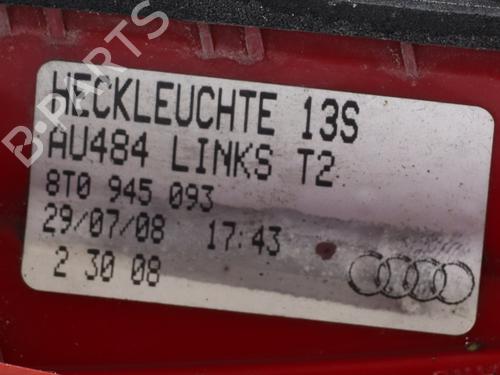 HECKLEUCHTE 13S
AU484 LINKS T2
8T0 945 093
29/07/08 17:43
2 30 08
B-PARTS